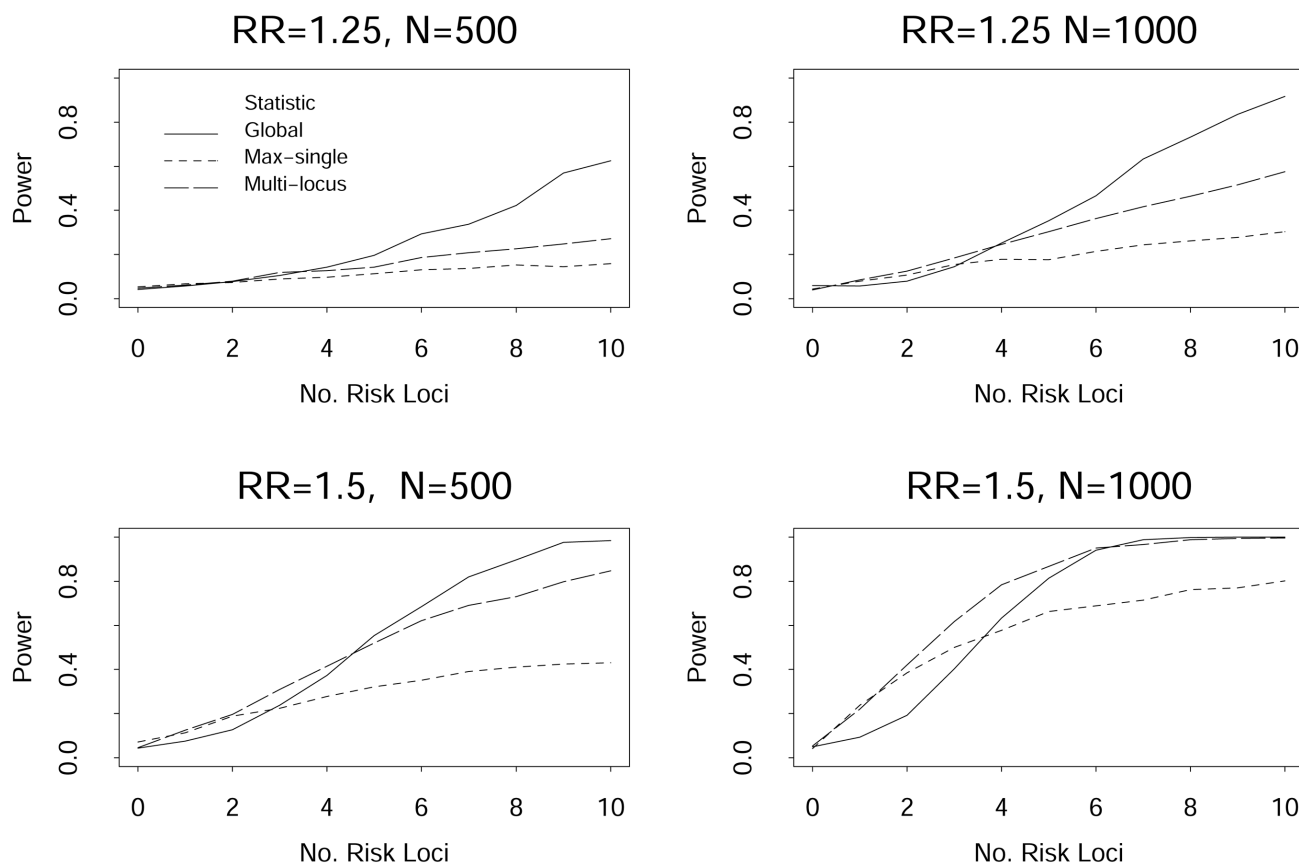 RR=1.25, N=500
Power
0.0 0.4 0.8
Statistic
Global
Max−single
Multi−locus
0 2 4 6 8 10
No. Risk Loci
RR=1.25 N=1000
Power
0.0 0.4 0.8
0 2 4 6 8 10
No. Risk Loci
RR=1.5, N=500
Power
0.0 0.4 0.8
0 2 4 6 8 10
No. Risk Loci
RR=1.5, N=1000
Power
0.0 0.4 0.8
0 2 4 6 8 10
No. Risk Loci